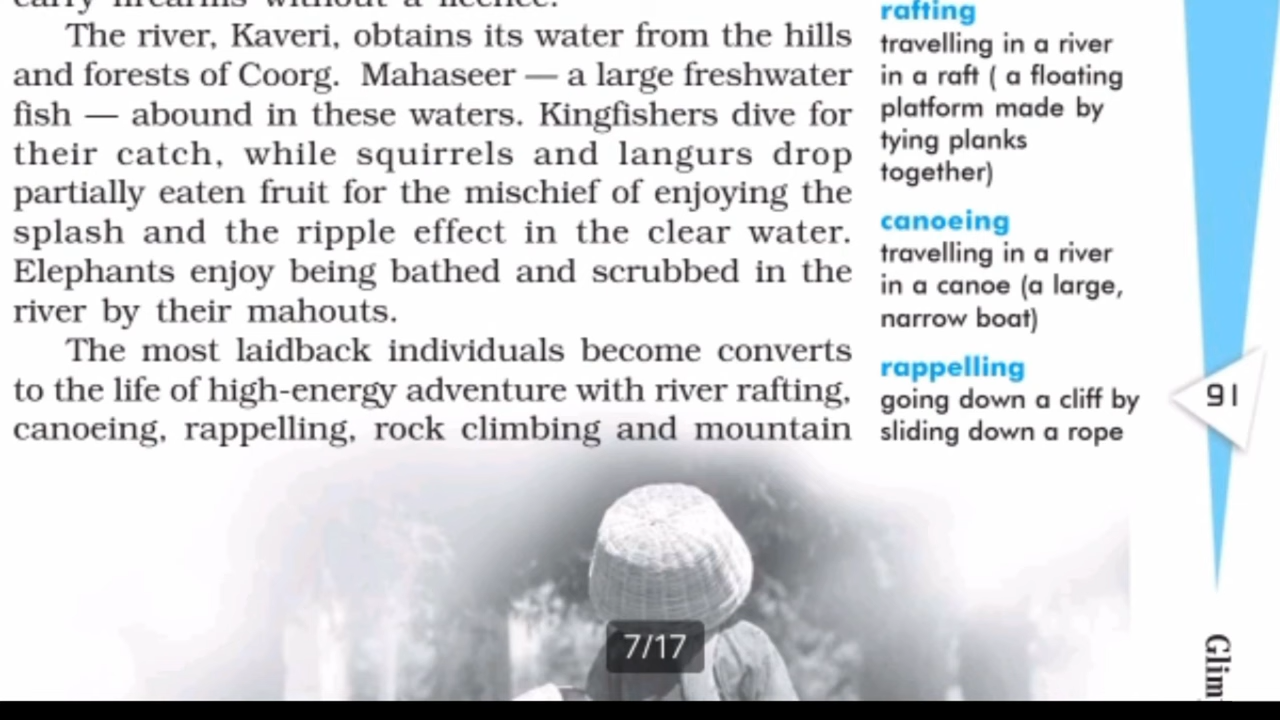 carry firearms without a licence.
The river, Kaveri, obtains its water from the hills
and forests of Coorg. Mahaseer — a large freshwater
fish — abound in these waters. Kingfishers dive for
their catch, while squirrels and langurs drop
partially eaten fruit for the mischief of enjoying the
splash and the ripple effect in the clear water.
Elephants enjoy being bathed and scrubbed in the
river by their mahouts.
The most laidback individuals become converts
to the life of high-energy adventure with river rafting,
canoeing, rappelling, rock climbing and mountain
rafting
travelling in a river
in a raft ( a floating
platform made by
tying planks
together)
canoeing
travelling in a river
in a canoe (a large,
narrow boat)
rappelling
going down a cliff by
sliding down a rope
91
7/17